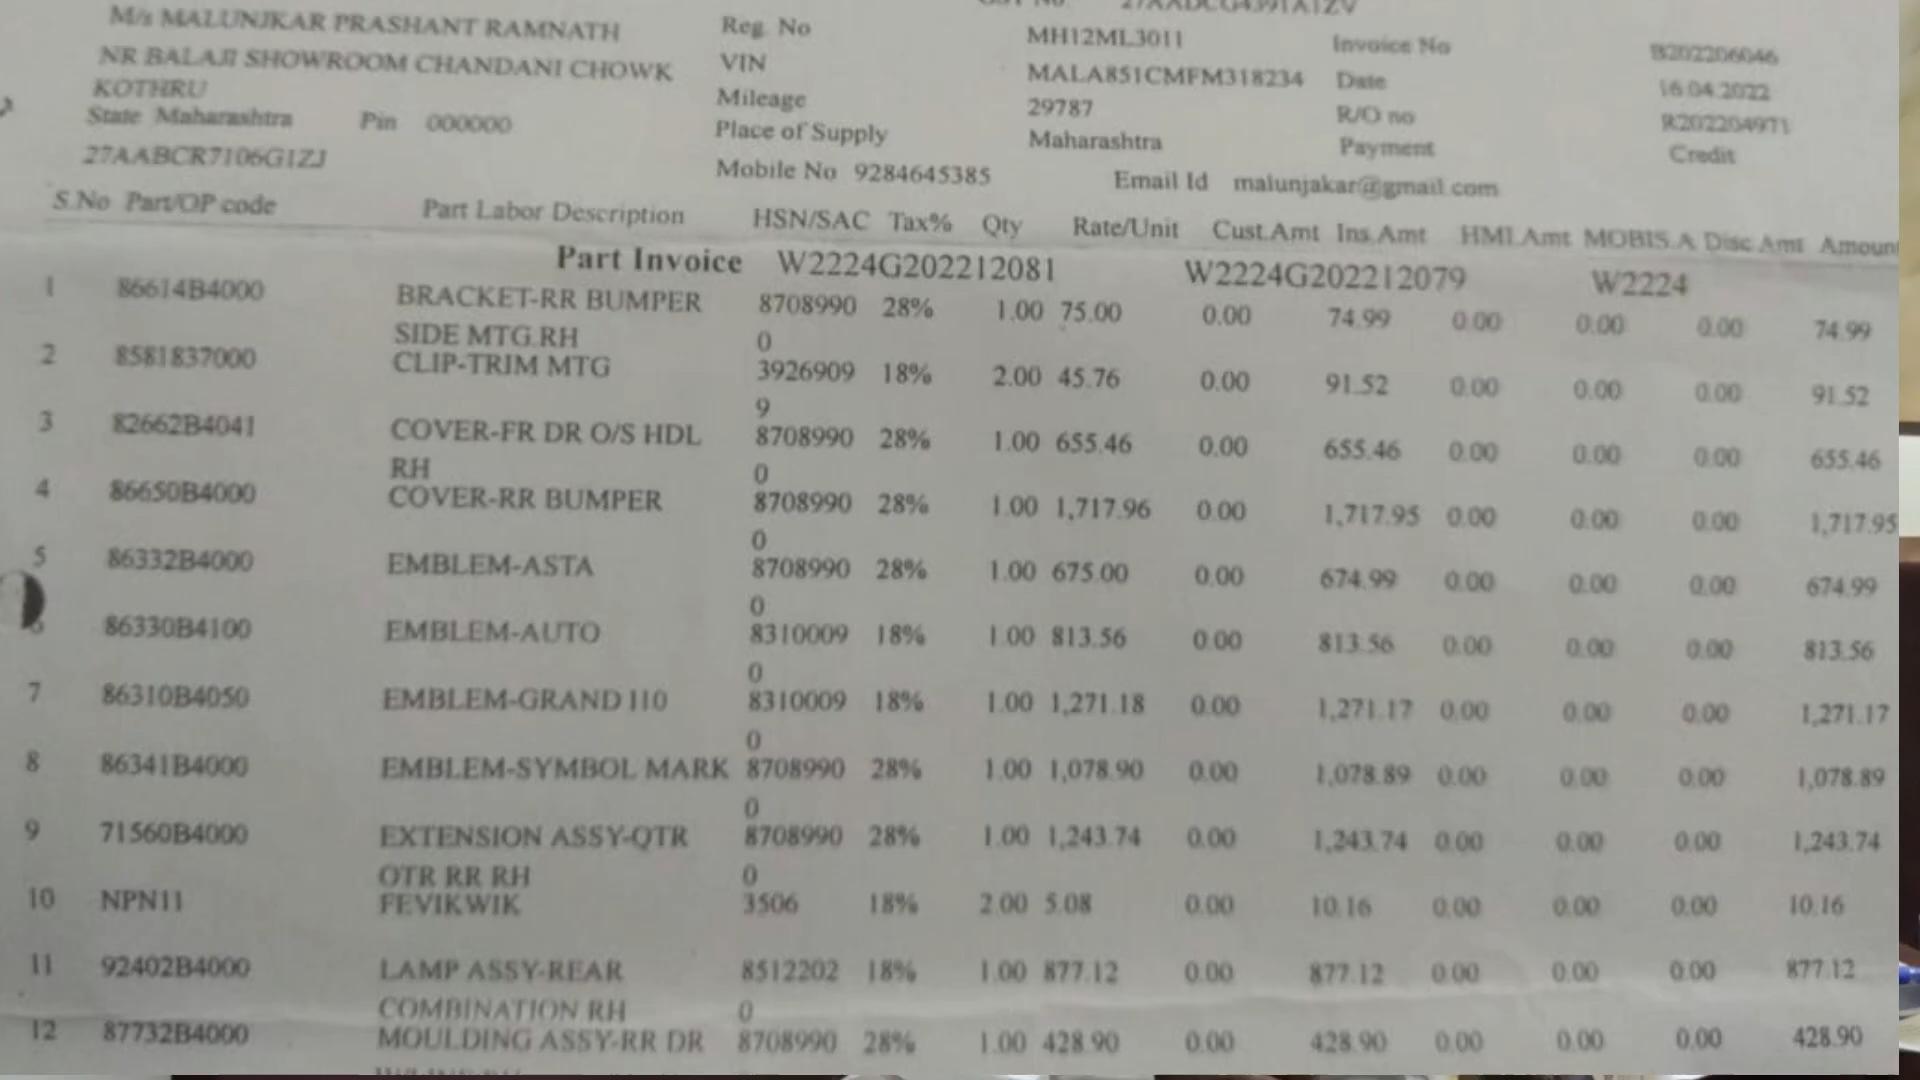 GST No 27AADCG4391A1ZV
M/s MALUNJKAR PRASHANT RAMNATH Reg. No MH12ML3011 Invoice No B202206046
NR BALAJI SHOWROOM CHANDANI CHOWK VIN MALA851CMFM318234 Date 16.04.2022
KOTHRU Mileage 29787 R/O no R202204971
State Maharashtra Pin 000000 Place of Supply Maharashtra Payment Credit
27AABCR7106G1ZJ Mobile No 9284645385 Email Id malunjakar@gmail.com
S.No Part/OP code Part Labor Description HSN/SAC Tax% Qty Rate/Unit Cust.Amt Ins.Amt HMI.Amt MOBIS.A Disc Amt Amoun
Part Invoice W2224G202212081 W2224G202212079 W2224
1 86614B4000 BRACKET-RR BUMPER 8708990 28% 1.00 75.00 0.00 74.99 0.00 0.00 0.00 74.99
SIDE MTG.RH 0
2 8581837000 CLIP-TRIM MTG 3926909 18% 2.00 45.76 0.00 91.52 0.00 0.00 0.00 91.52
9
3 82662B4041 COVER-FR DR O/S HDL 8708990 28% 1.00 655.46 0.00 655.46 0.00 0.00 0.00 655.46
RH 0
4 86650B4000 COVER-RR BUMPER 8708990 28% 1.00 1,717.96 0.00 1,717.95 0.00 0.00 0.00 1,717.95
0
5 86332B4000 EMBLEM-ASTA 8708990 28% 1.00 675.00 0.00 674.99 0.00 0.00 0.00 674.99
0
6 86330B4100 EMBLEM-AUTO 8310009 18% 1.00 813.56 0.00 813.56 0.00 0.00 0.00 813.56
0
7 86310B4050 EMBLEM-GRAND I10 8310009 18% 1.00 1,271.18 0.00 1,271.17 0.00 0.00 0.00 1,271.17
0
8 86341B4000 EMBLEM-SYMBOL MARK 8708990 28% 1.00 1,078.90 0.00 1,078.89 0.00 0.00 0.00 1,078.89
0
9 71560B4000 EXTENSION ASSY-QTR 8708990 28% 1.00 1,243.74 0.00 1,243.74 0.00 0.00 0.00 1,243.74
OTR RR RH 0
10 NPN11 FEVIKWIK 3506 18% 2.00 5.08 0.00 10.16 0.00 0.00 0.00 10.16
11 92402B4000 LAMP ASSY-REAR 8512202 18% 1.00 877.12 0.00 877.12 0.00 0.00 0.00 877.12
COMBINATION RH 0
12 87732B4000 MOULDING ASSY-RR DR 8708990 28% 1.00 428.90 0.00 428.90 0.00 0.00 0.00 428.90